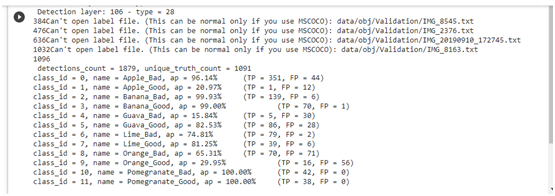 Detection layer: 106 - type = 28
384Can't open label file. (This can be normal only if you use MSCOCO): data/obj/Validation/IMG_8545.txt
476Can't open label file. (This can be normal only if you use MSCOCO): data/obj/Validation/IMG_2376.txt
636Can't open label file. (This can be normal only if you use MSCOCO): data/obj/Validation/IMG_20190910_172745.txt
1032Can't open label file. (This can be normal only if you use MSCOCO): data/obj/Validation/IMG_8163.txt
1096
detections_count = 1879, unique_truth_count = 1091
class_id = 0, name = Apple_Bad, ap = 96.14% (TP = 351, FP = 44)
class_id = 1, name = Apple_Good, ap = 20.97% (TP = 1, FP = 12)
class_id = 2, name = Banana_Bad, ap = 99.93% (TP = 139, FP = 6)
class_id = 3, name = Banana_Good, ap = 99.00% (TP = 70, FP = 1)
class_id = 4, name = Guava_Bad, ap = 15.84% (TP = 5, FP = 30)
class_id = 5, name = Guava_Good, ap = 82.53% (TP = 86, FP = 28)
class_id = 6, name = Lime_Bad, ap = 74.81% (TP = 79, FP = 2)
class_id = 7, name = Lime_Good, ap = 81.25% (TP = 39, FP = 6)
class_id = 8, name = Orange_Bad, ap = 65.31% (TP = 70, FP = 71)
class_id = 9, name = Orange_Good, ap = 29.95% (TP = 16, FP = 56)
class_id = 10, name = Pomegranate_Bad, ap = 100.00% (TP = 42, FP = 0)
class_id = 11, name = Pomegranate_Good, ap = 100.00% (TP = 38, FP = 0)